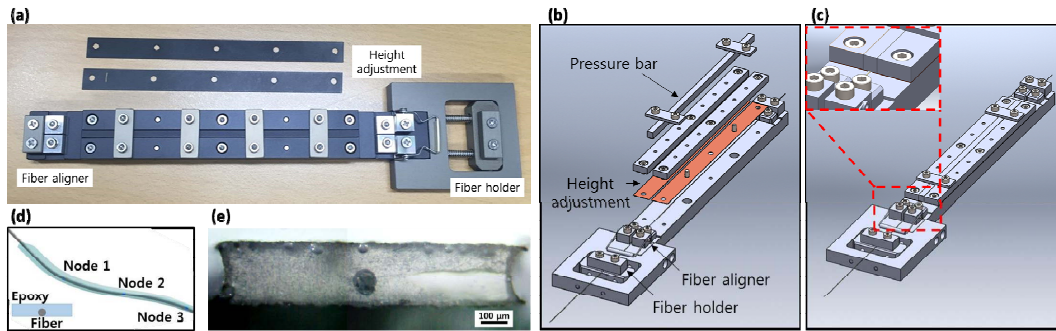 (a)
Height
adjustment
Fiber aligner
Fiber holder
(b)
Pressure bar
Height
adjustment
Fiber aligner
Fiber holder
(c)
(d)
Node 1
Node 2
Node 3
Epoxy
Fiber
(e)
100 μm